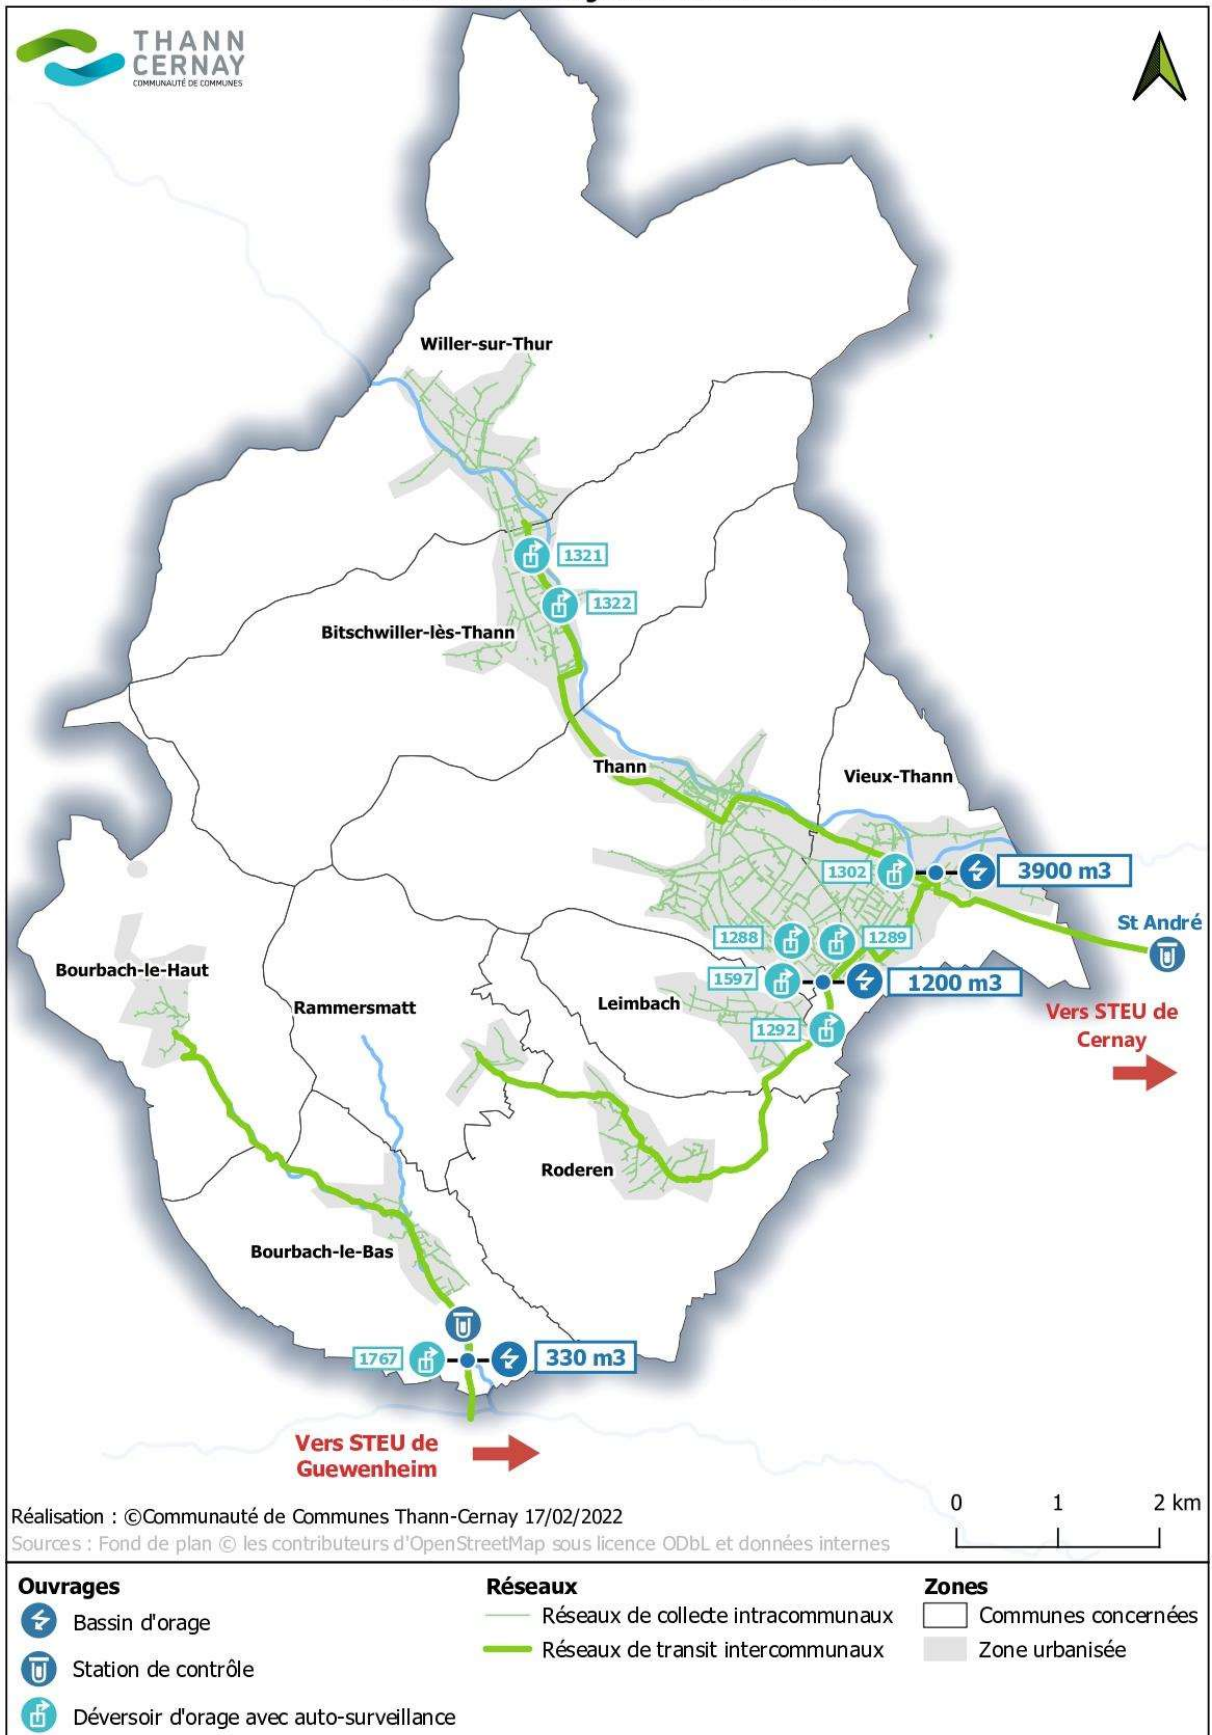 THANN
CERNAY
COMMUNAUTÉ DE COMMUNES
Willer-sur-Thur
1321
1322
Bitschwiller-lès-Thann
Thann
Vieux-Thann
1302
3900 m3
St André
1288
1289
Bourbach-le-Haut
1597
1200 m3
Rammersmatt
Leimbach
Vers STEU de
Cernay
1292
Roderen
Bourbach-le-Bas
1767
330 m3
Vers STEU de
Guewenheim
0 1 2 km
Réalisation : ©Communauté de Communes Thann-Cernay 17/02/2022
Sources : Fond de plan © les contributeurs d'OpenStreetMap sous licence ODbL et données internes
Ouvrages
Bassin d'orage
Station de contrôle
Déversoir d'orage avec auto-surveillance
Réseaux
Réseaux de collecte intracommunaux
Réseaux de transit intercommunaux
Zones
Communes concernées
Zone urbanisée